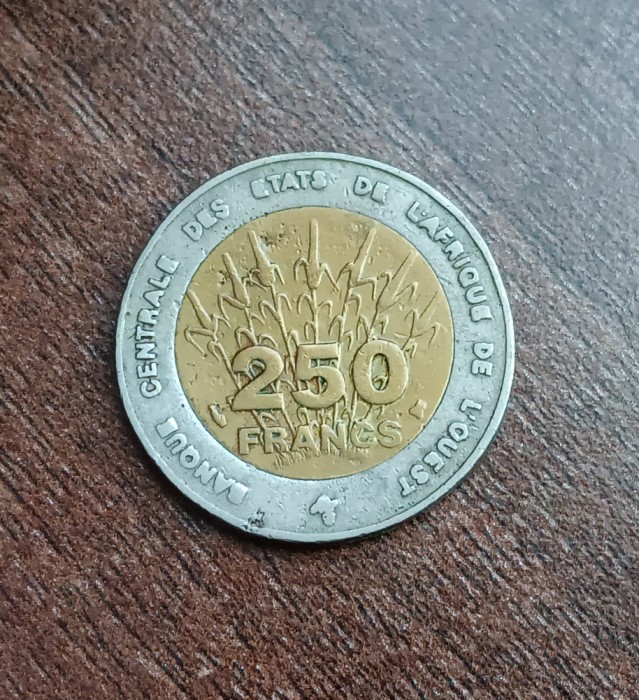 BANQUE CENTRALE DES ETATS DE L'AFRIQUE DE L'OUEST
250
FRANCS